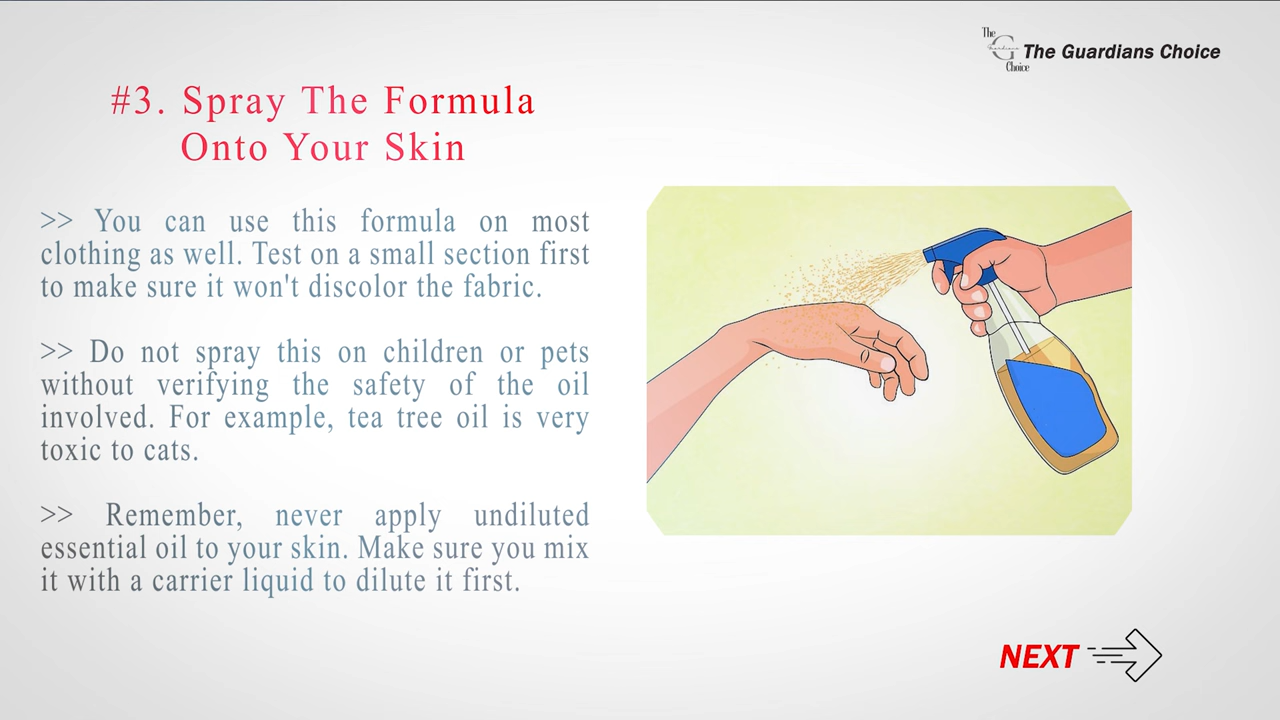 The
G
Guardians
Choice
The Guardians Choice
#3. Spray The Formula
Onto Your Skin
>> You can use this formula on most
clothing as well. Test on a small section first
to make sure it won't discolor the fabric.
>> Do not spray this on children or pets
without verifying the safety of the oil
involved. For example, tea tree oil is very
toxic to cats.
>> Remember, never apply undiluted
essential oil to your skin. Make sure you mix
it with a carrier liquid to dilute it first.
NEXT